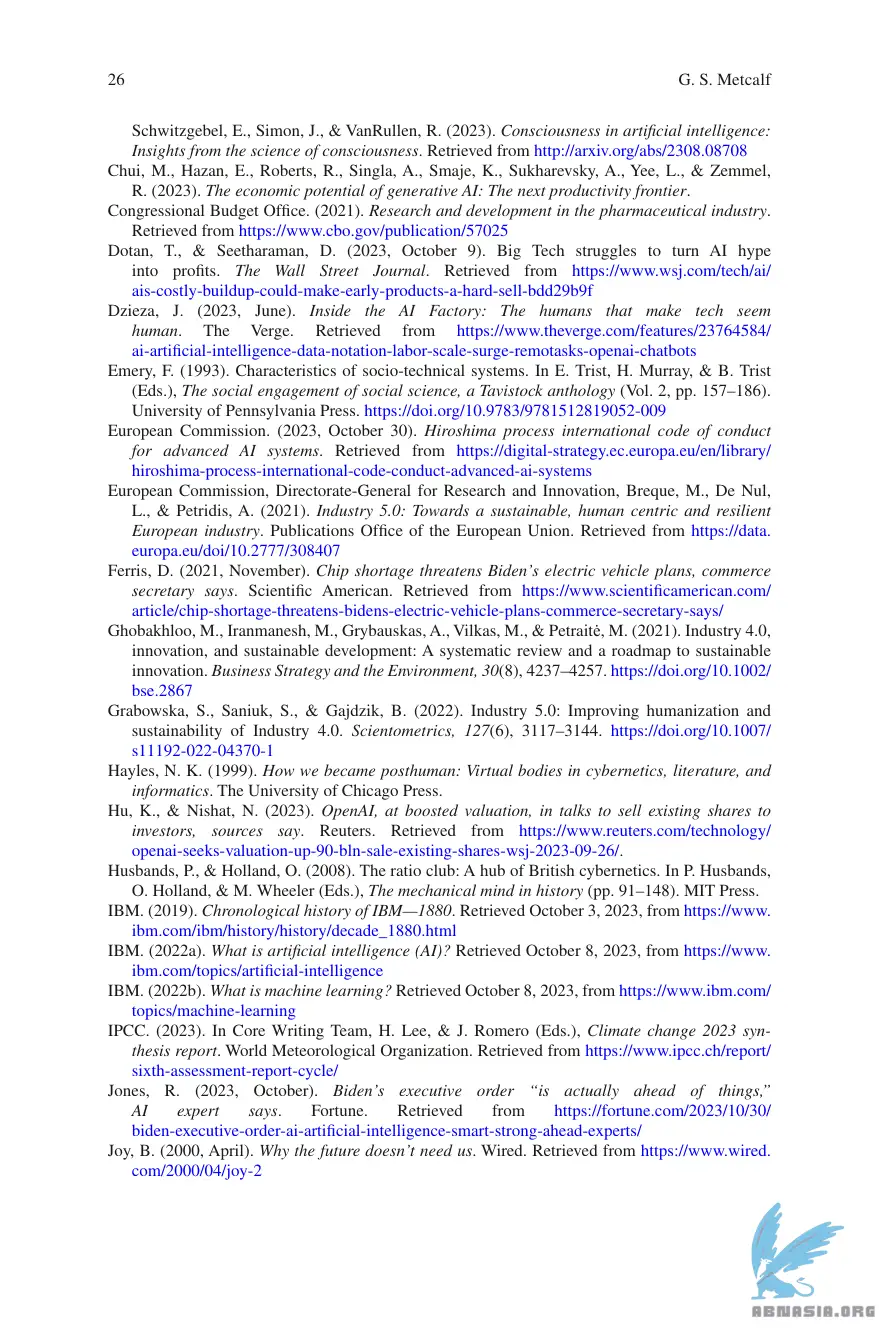 26
G. S. Metcalf
Schwitzgebel, E., Simon, J., & VanRullen, R. (2023). Consciousness in artificial intelligence:
Insights from the science of consciousness. Retrieved from http://arxiv.org/abs/2308.08708
Chui, M., Hazan, E., Roberts, R., Singla, A., Smaje, K., Sukharevsky, A., Yee, L., & Zemmel,
R. (2023). The economic potential of generative AI: The next productivity frontier.
Congressional Budget Office. (2021). Research and development in the pharmaceutical industry.
Retrieved from https://www.cbo.gov/publication/57025
Dotan, T., & Seetharaman, D. (2023, October 9). Big Tech struggles to turn AI hype
into profits. The Wall Street Journal. Retrieved from https://www.wsj.com/tech/ai/
ais-costly-buildup-could-make-early-products-a-hard-sell-bdd29b9f
Dzieza, J. (2023, June). Inside the AI Factory: The humans that make tech seem
human. The Verge. Retrieved from https://www.theverge.com/features/23764584/
ai-artificial-intelligence-data-notation-labor-scale-surge-remotasks-openai-chatbots
Emery, F. (1993). Characteristics of socio-technical systems. In E. Trist, H. Murray, & B. Trist
(Eds.), The social engagement of social science, a Tavistock anthology (Vol. 2, pp. 157–186).
University of Pennsylvania Press. https://doi.org/10.9783/9781512819052-009
European Commission. (2023, October 30). Hiroshima process international code of conduct
for advanced AI systems. Retrieved from https://digital-strategy.ec.europa.eu/en/library/
hiroshima-process-international-code-conduct-advanced-ai-systems
European Commission, Directorate-General for Research and Innovation, Breque, M., De Nul,
L., & Petridis, A. (2021). Industry 5.0: Towards a sustainable, human centric and resilient
European industry. Publications Office of the European Union. Retrieved from https://data.
europa.eu/doi/10.2777/308407
Ferris, D. (2021, November). Chip shortage threatens Biden's electric vehicle plans, commerce
secretary says. Scientific American. Retrieved from https://www.scientificamerican.com/
article/chip-shortage-threatens-bidens-electric-vehicle-plans-commerce-secretary-says/
Ghobakhloo, M., Iranmanesh, M., Grybauskas, A., Vilkas, M., & Petraitė, M. (2021). Industry 4.0,
innovation, and sustainable development: A systematic review and a roadmap to sustainable
innovation. Business Strategy and the Environment, 30(8), 4237–4257. https://doi.org/10.1002/
bse.2867
Grabowska, S., Saniuk, S., & Gajdzik, B. (2022). Industry 5.0: Improving humanization and
sustainability of Industry 4.0. Scientometrics, 127(6), 3117–3144. https://doi.org/10.1007/
s11192-022-04370-1
Hayles, N. K. (1999). How we became posthuman: Virtual bodies in cybernetics, literature, and
informatics. The University of Chicago Press.
Hu, K., & Nishat, N. (2023). OpenAI, at boosted valuation, in talks to sell existing shares to
investors, sources say. Reuters. Retrieved from https://www.reuters.com/technology/
openai-seeks-valuation-up-90-bln-sale-existing-shares-wsj-2023-09-26/.
Husbands, P., & Holland, O. (2008). The ratio club: A hub of British cybernetics. In P. Husbands,
O. Holland, & M. Wheeler (Eds.), The mechanical mind in history (pp. 91–148). MIT Press.
IBM. (2019). Chronological history of IBM—1880. Retrieved October 3, 2023, from https://www.
ibm.com/ibm/history/history/decade_1880.html
IBM. (2022a). What is artificial intelligence (AI)? Retrieved October 8, 2023, from https://www.
ibm.com/topics/artificial-intelligence
IBM. (2022b). What is machine learning? Retrieved October 8, 2023, from https://www.ibm.com/
topics/machine-learning
IPCC. (2023). In Core Writing Team, H. Lee, & J. Romero (Eds.), Climate change 2023 syn-
thesis report. World Meteorological Organization. Retrieved from https://www.ipcc.ch/report/
sixth-assessment-report-cycle/
Jones, R. (2023, October). Biden's executive order “is actually ahead of things,”
AI expert says. Fortune. Retrieved from https://fortune.com/2023/10/30/
biden-executive-order-ai-artificial-intelligence-smart-strong-ahead-experts/
Joy, B. (2000, April). Why the future doesn't need us. Wired. Retrieved from https://www.wired.
com/2000/04/joy-2
ABNASIA.ORG